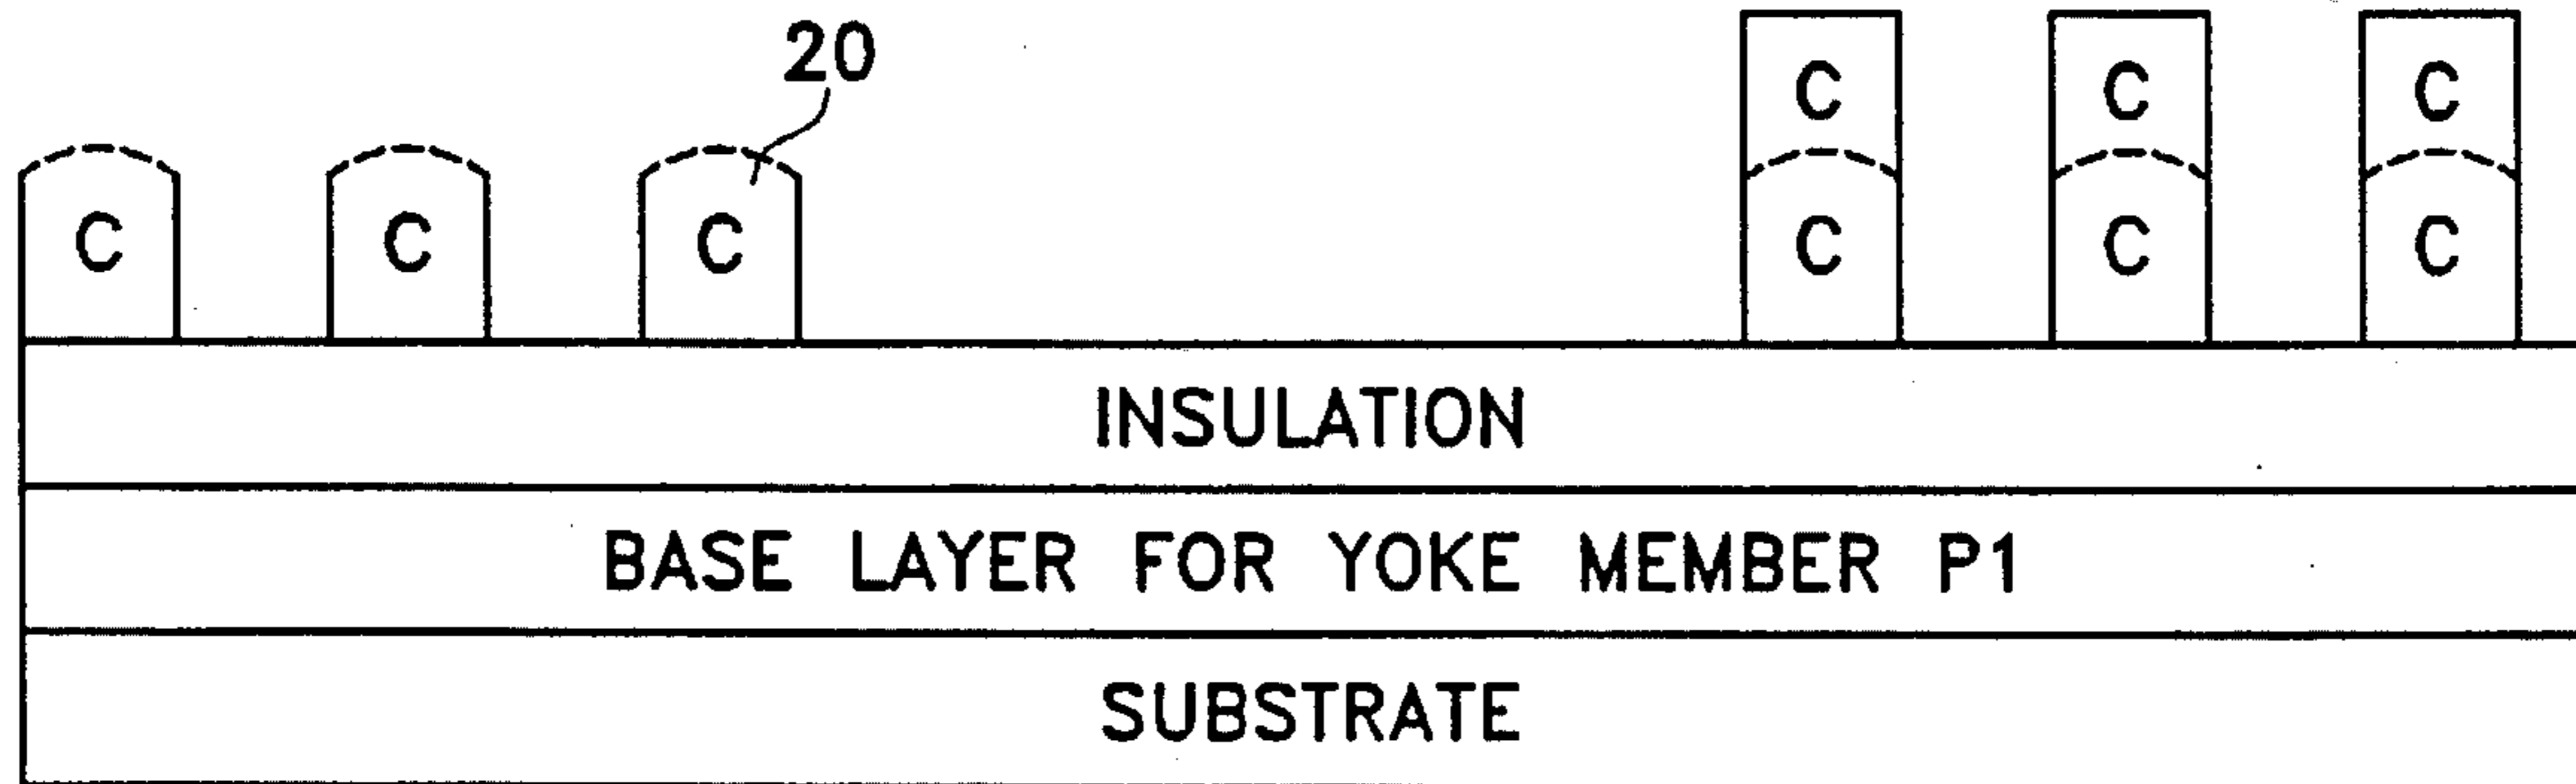 20
C C C
C C C C C C
INSULATION
BASE LAYER FOR YOKE MEMBER P1
SUBSTRATE